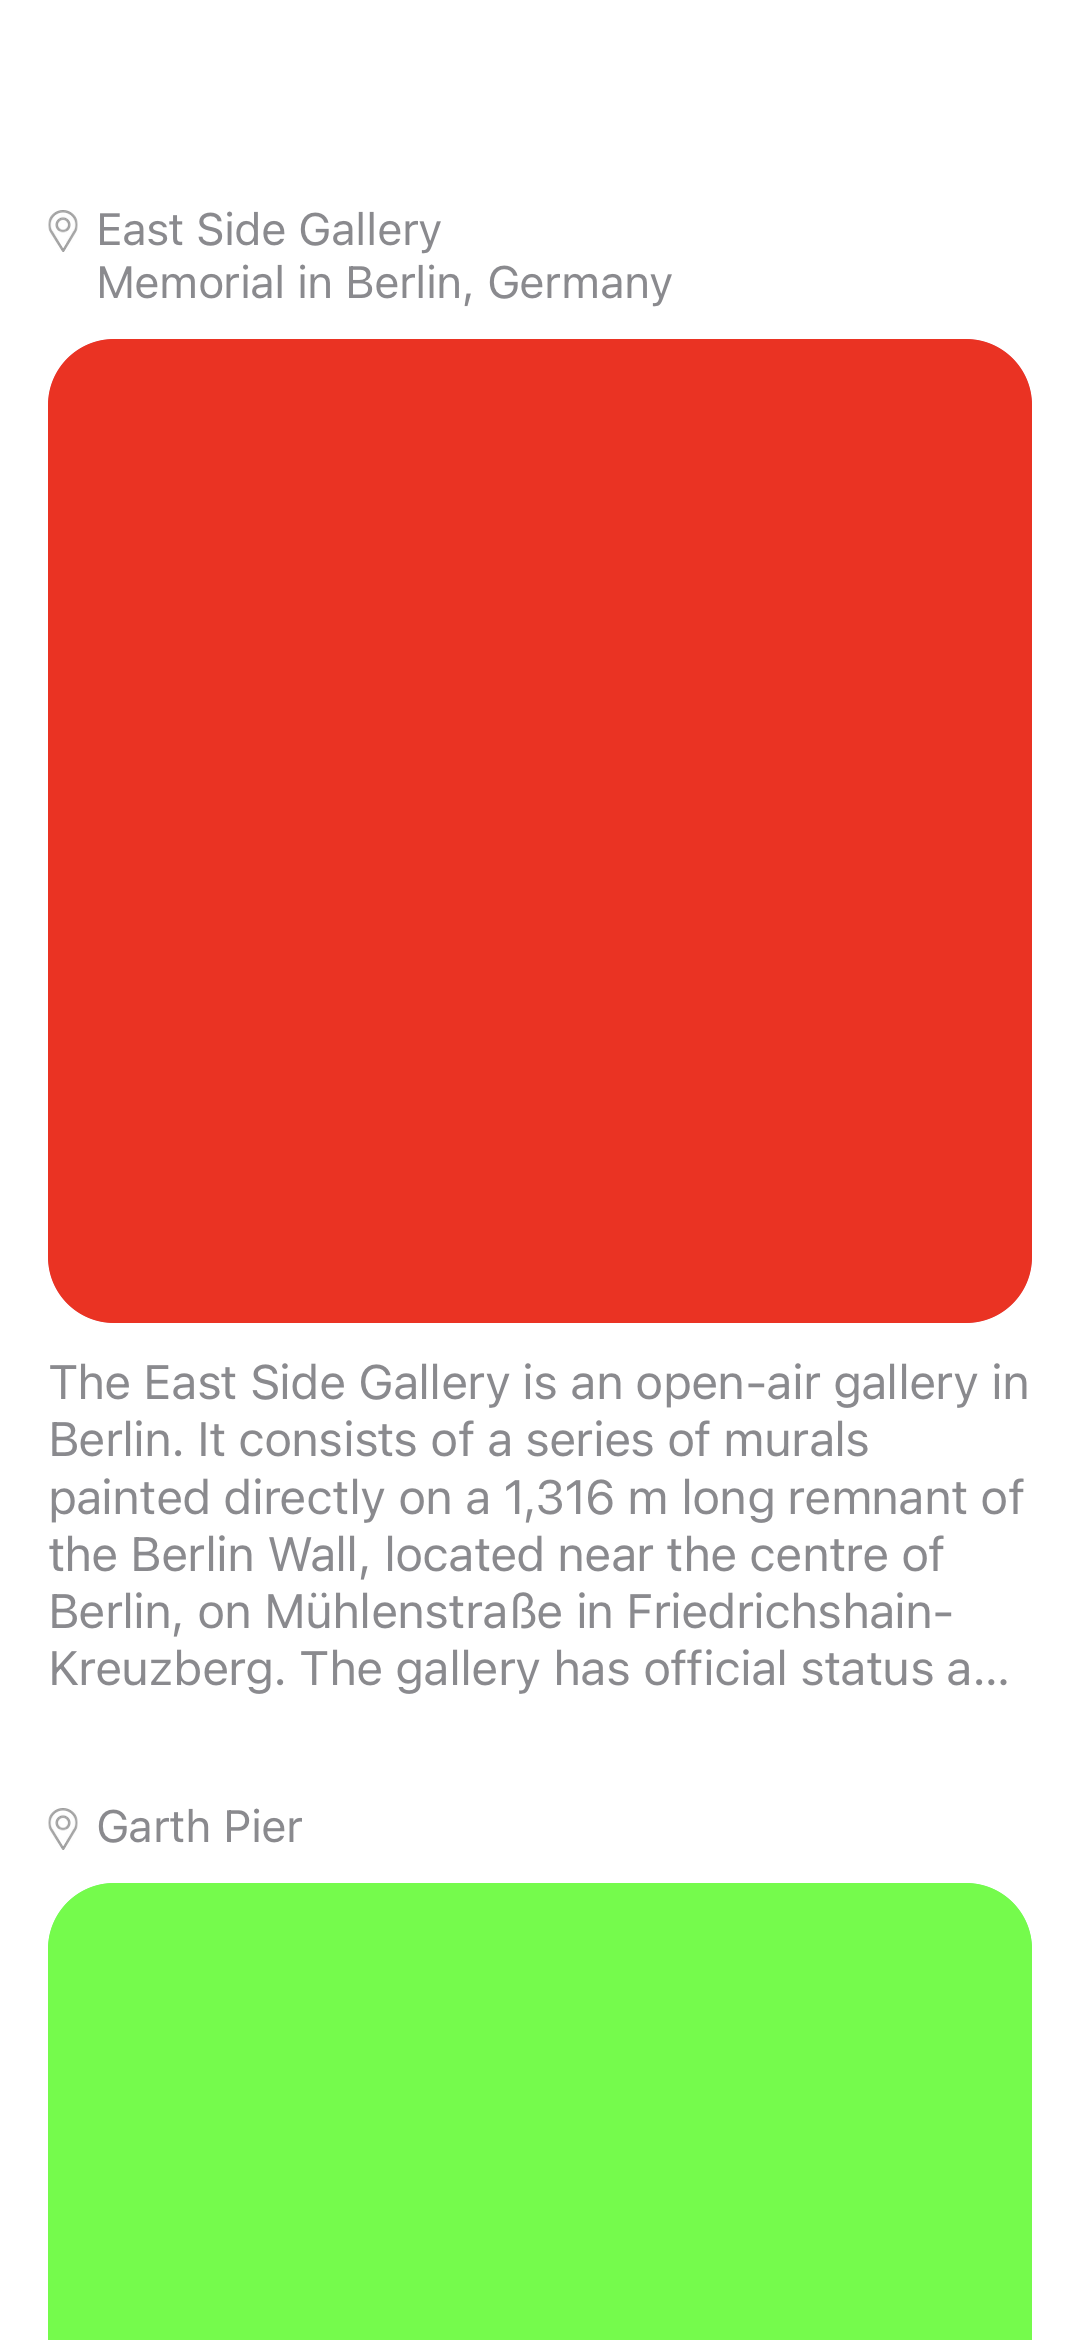 East Side Gallery
Memorial in Berlin, Germany
The East Side Gallery is an open-air gallery in
Berlin. It consists of a series of murals
painted directly on a 1,316 m long remnant of
the Berlin Wall, located near the centre of
Berlin, on Mühlenstraße in Friedrichshain-
Kreuzberg. The gallery has official status a...
Garth Pier